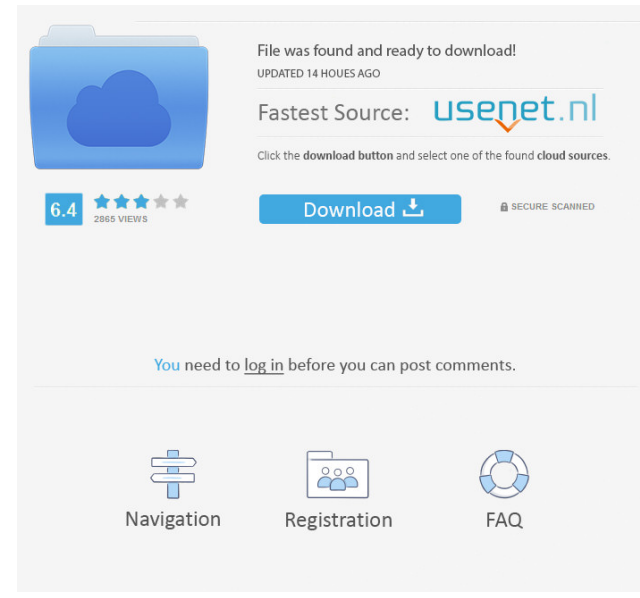 File was found and ready to download!
UPDATED 14 HOUES AGO
Fastest Source: usenet.nl
Click the download button and select one of the found cloud sources.
6.4
2865 VIEWS
Download
SECURE SCANNED
You need to log in before you can post comments.
Navigation
Registration
FAQ